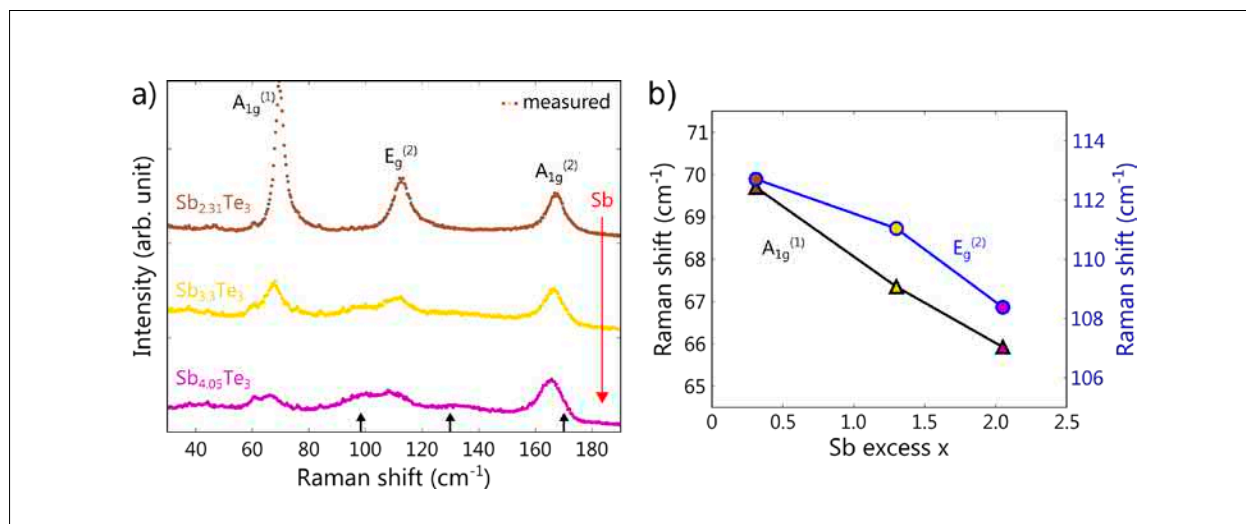 a)
A1g(1)
measured
Eg(2)
A1g(2)
Sb2.31Te3
Sb
Sb3.3Te3
Sb4.05Te3
Intensity (arb. unit)
40 60 80 100 120 140 160 180
Raman shift (cm-1)
b)
71
70
69
68
67
66
65
Raman shift (cm-1)
A1g(1)
Eg(2)
114
112
110
108
106
Raman shift (cm-1)
0 0.5 1.0 1.5 2.0 2.5
Sb excess x